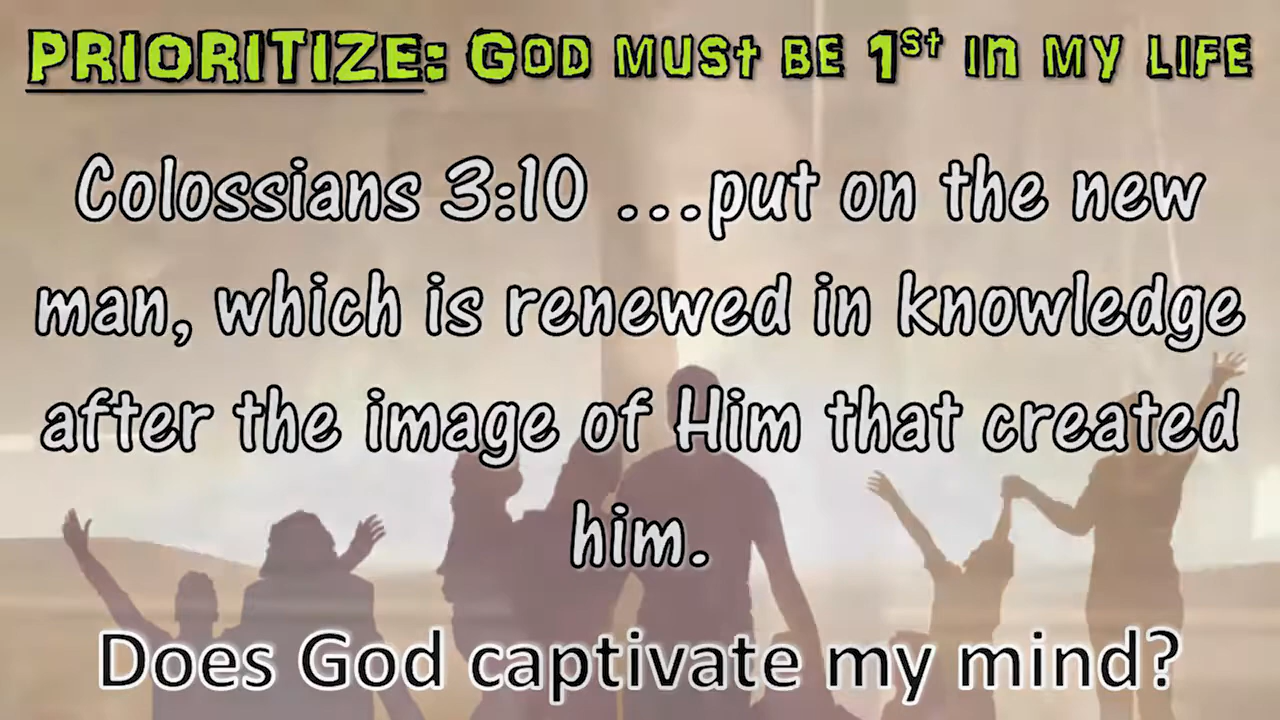 PRIORITIZE: GOD MUST BE 1st IN MY LIFE
Colossians 3:10 ...put on the new
man, which is renewed in knowledge
after the image of Him that created
him.
Does God captivate my mind?